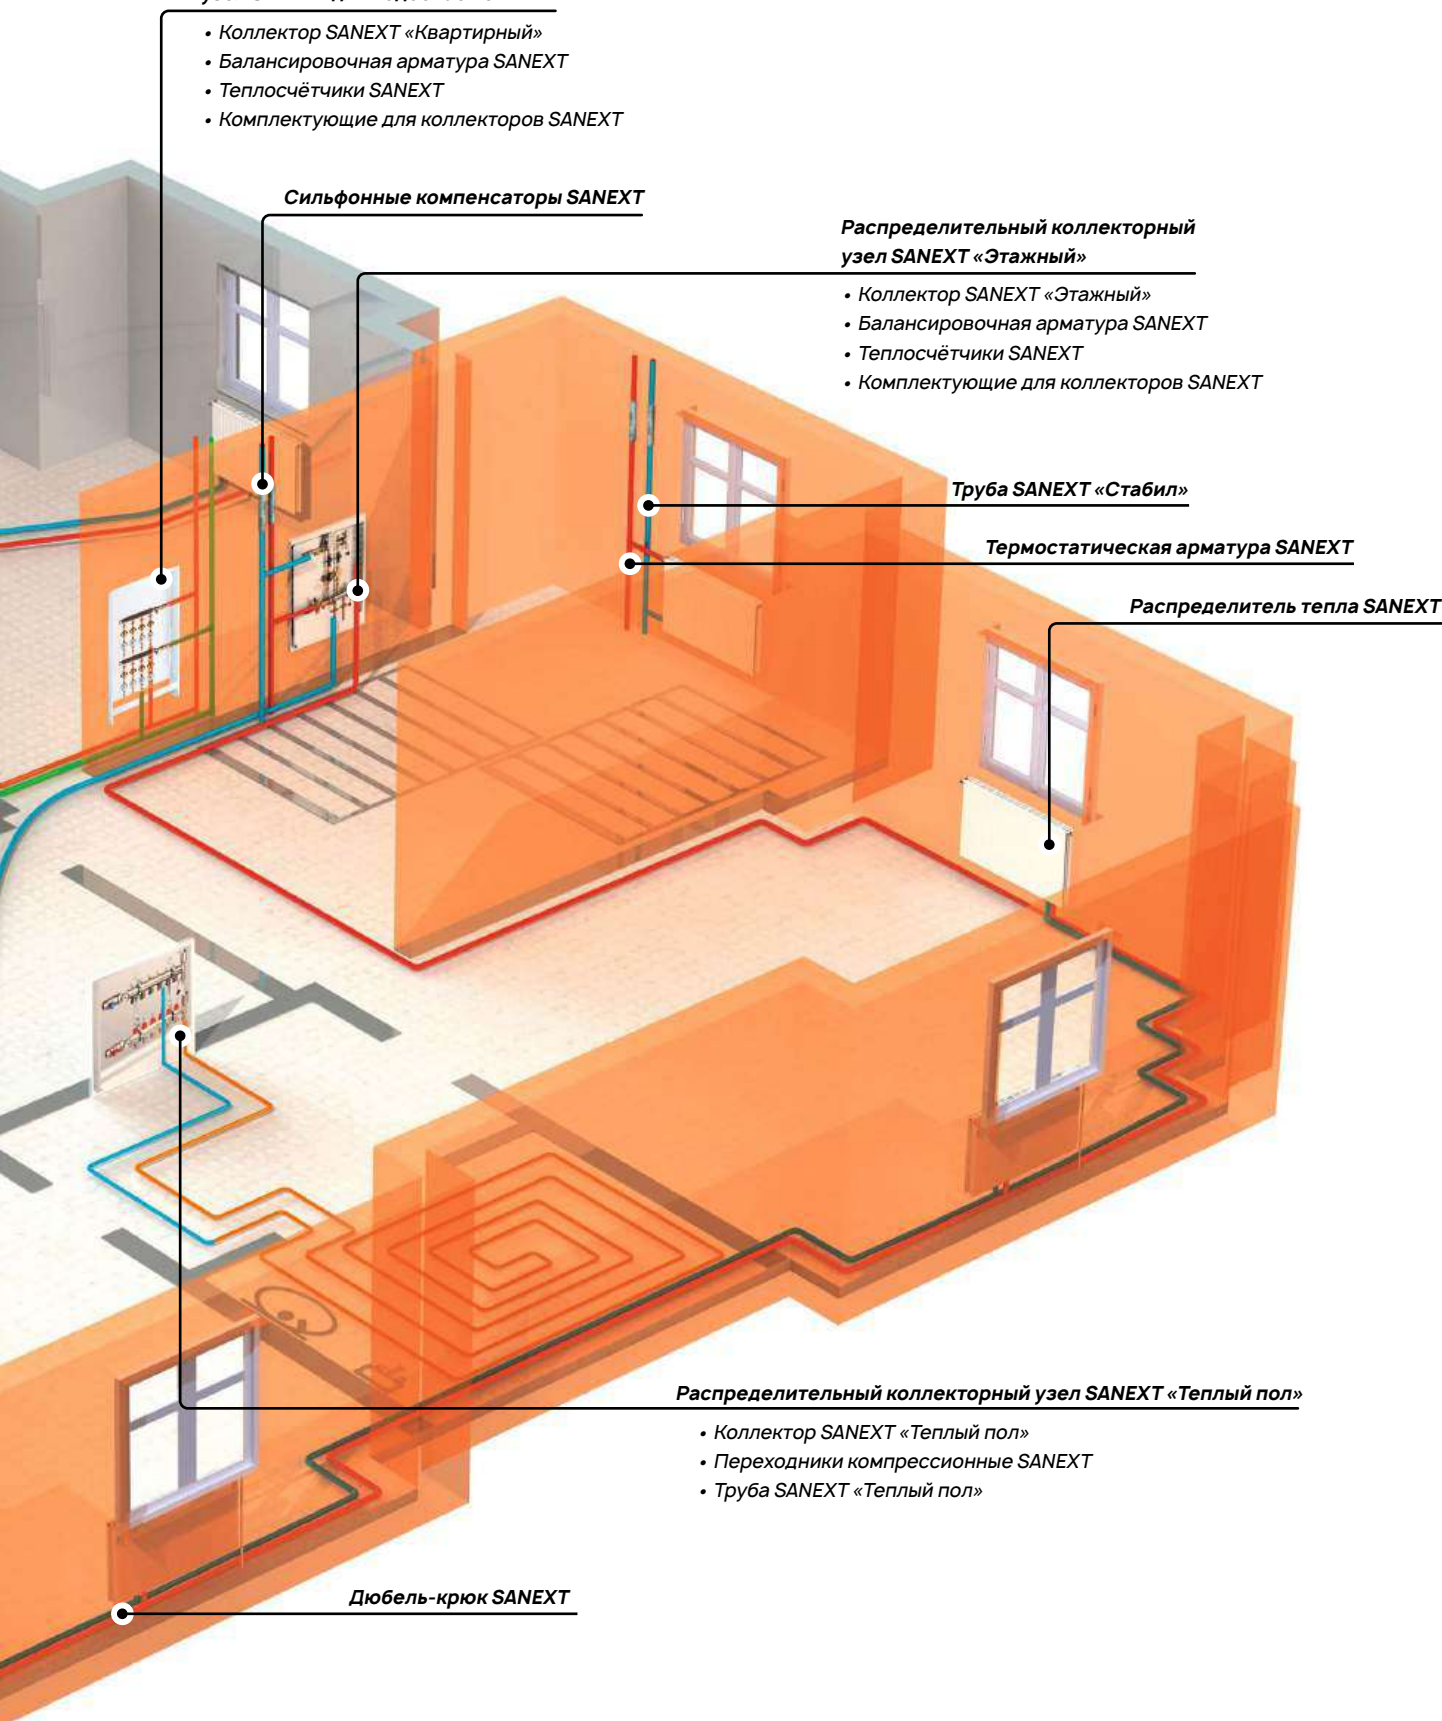 • Коллектор SANEXT «Квартирный»
• Балансировочная арматура SANEXT
• Теплосчётчики SANEXT
• Комплектующие для коллекторов SANEXT
Сильфонные компенсаторы SANEXT
Распределительный коллекторный
узел SANEXT «Этажный»
• Коллектор SANEXT «Этажный»
• Балансировочная арматура SANEXT
• Теплосчётчики SANEXT
• Комплектующие для коллекторов SANEXT
Труба SANEXT «Стабил»
Термостатическая арматура SANEXT
Распределитель тепла SANEXT
Распределительный коллекторный узел SANEXT «Теплый пол»
• Коллектор SANEXT «Теплый пол»
• Переходники компрессионные SANEXT
• Труба SANEXT «Теплый пол»
Дюбель-крюк SANEXT